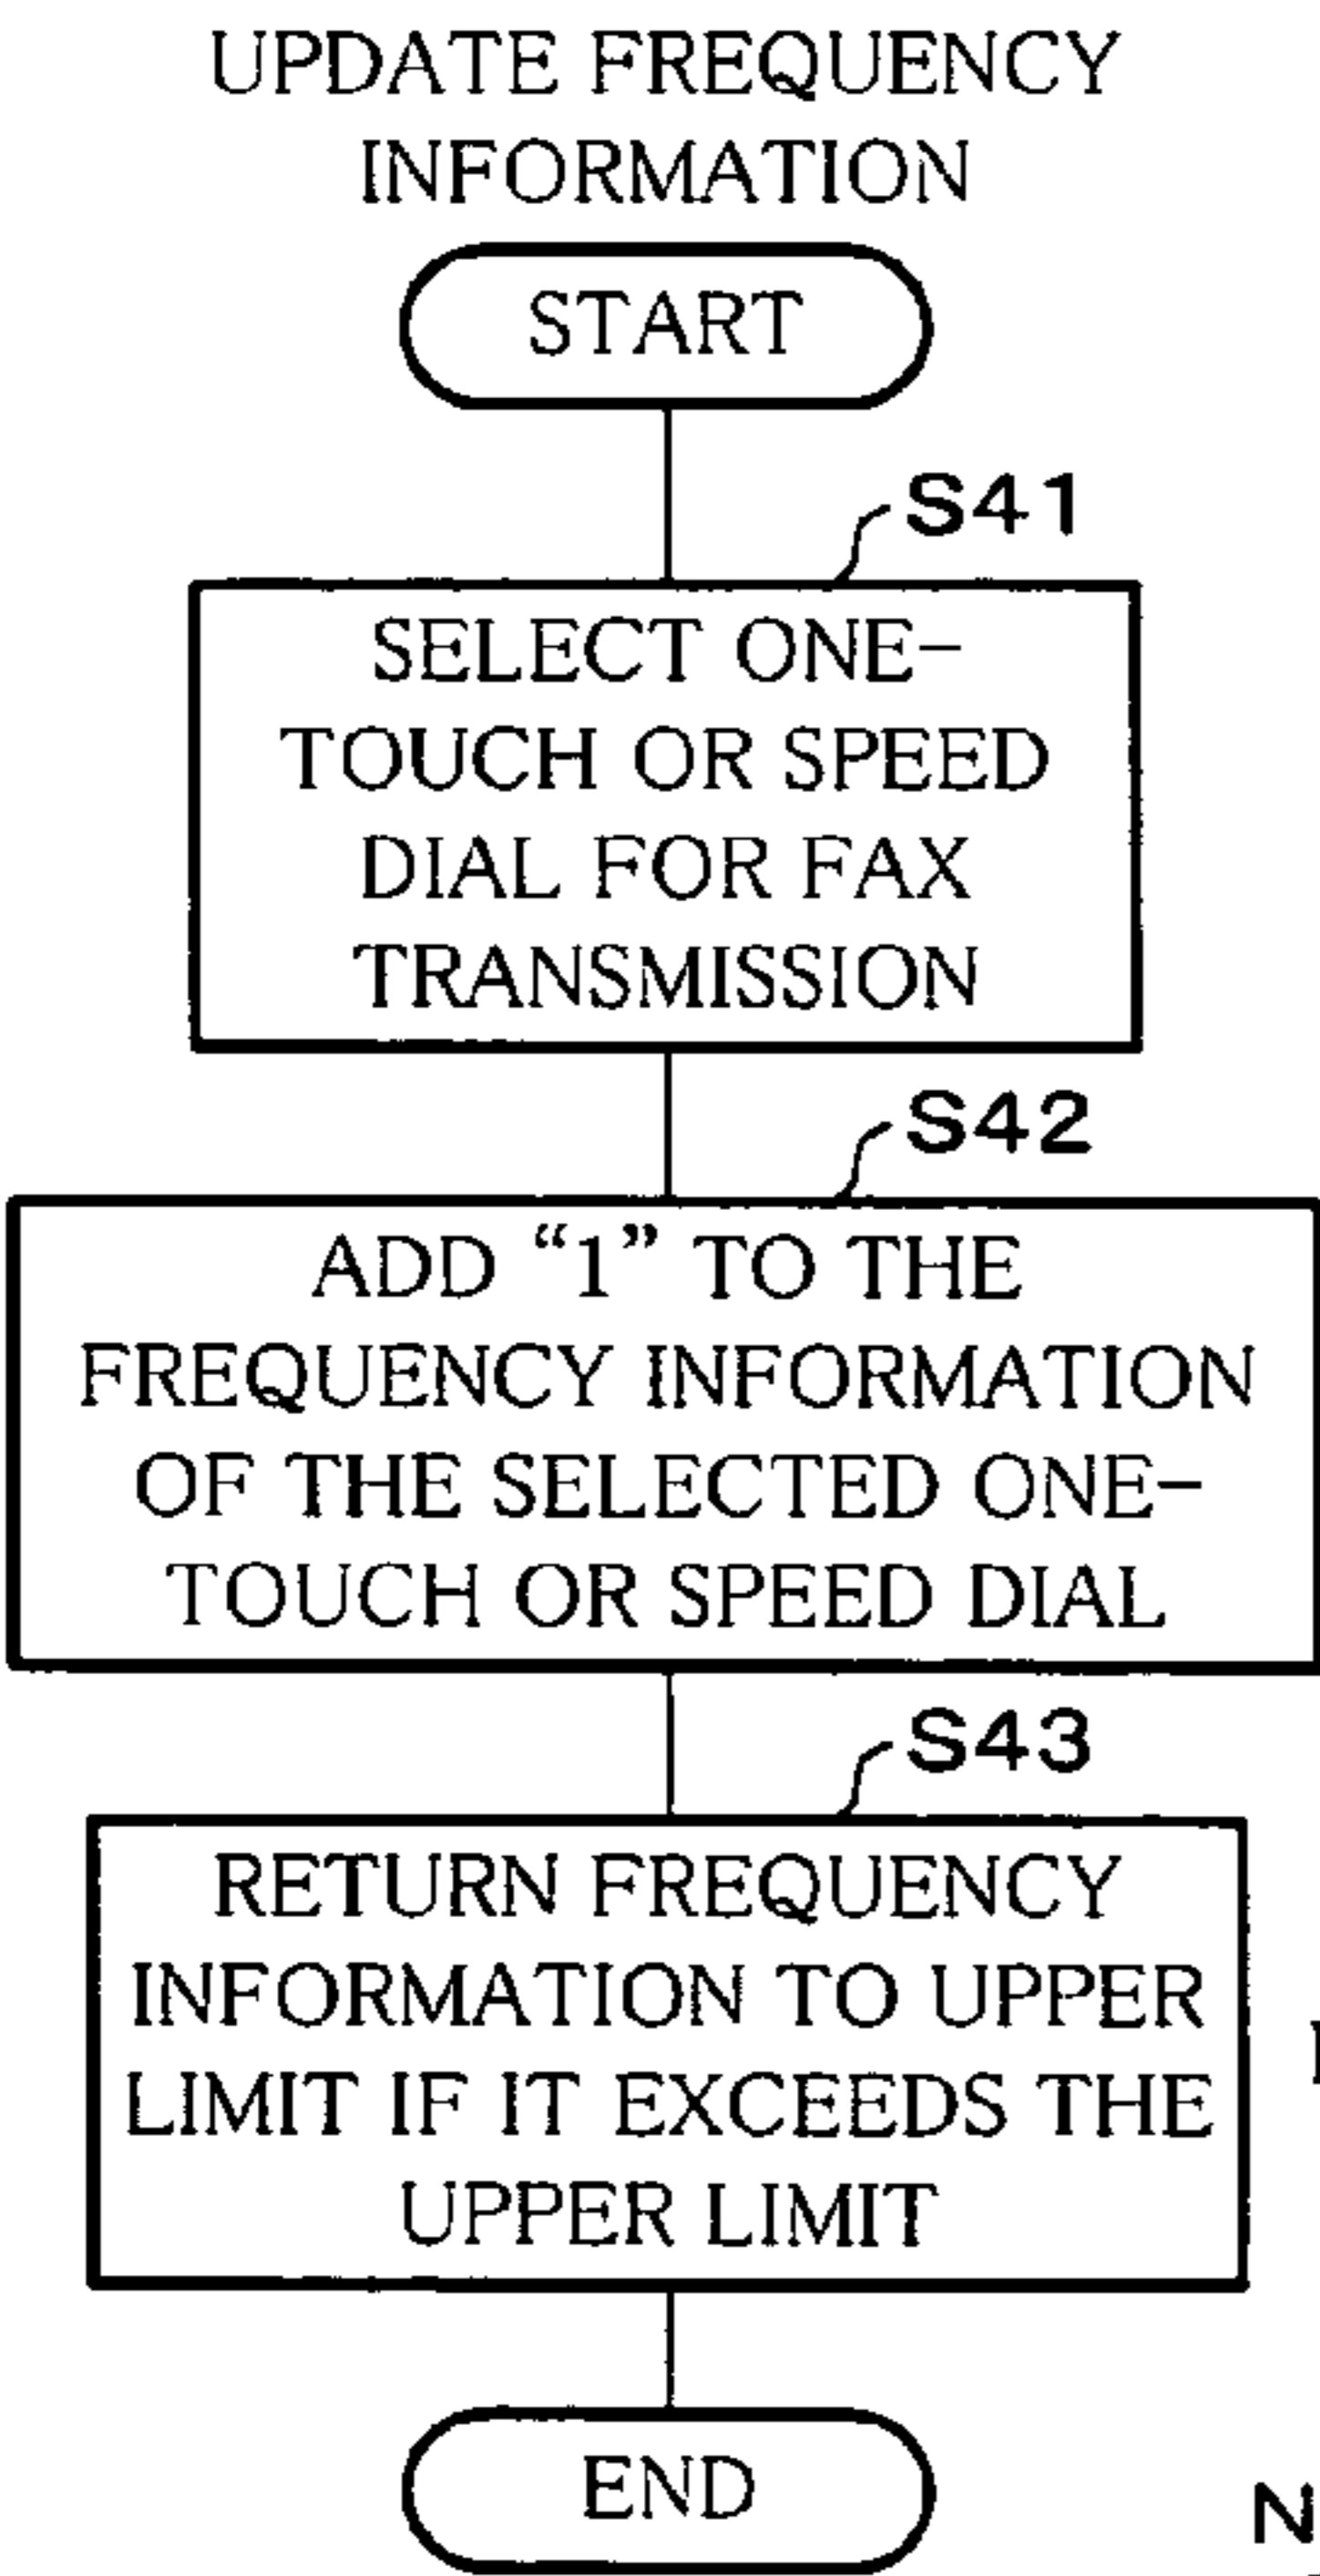 UPDATE FREQUENCY
INFORMATION
START
S41
SELECT ONE-
TOUCH OR SPEED
DIAL FOR FAX
TRANSMISSION
S42
ADD “1” TO THE
FREQUENCY INFORMATION
OF THE SELECTED ONE-
TOUCH OR SPEED DIAL
S43
RETURN FREQUENCY
INFORMATION TO UPPER
LIMIT IF IT EXCEEDS THE
UPPER LIMIT
END
N